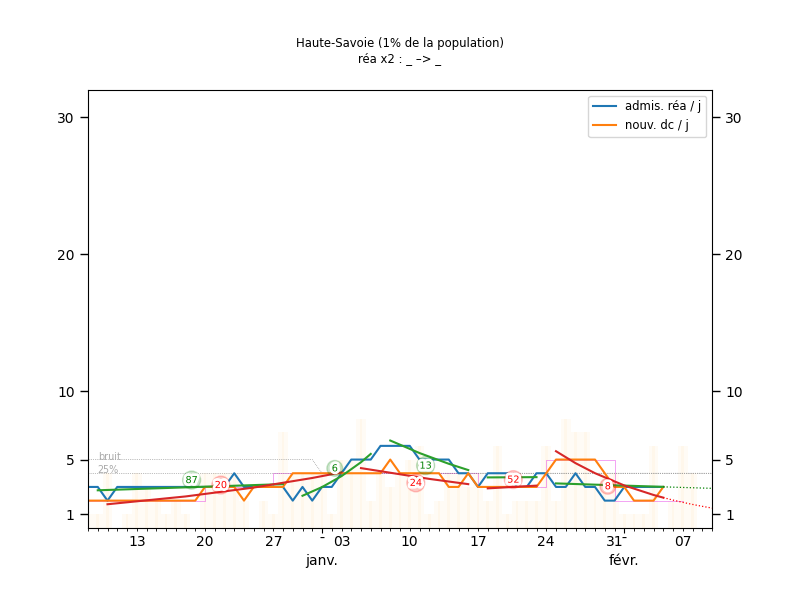 Haute-Savoie (1% de la population)
réa x2 : _ –> _
admis. réa / j
nouv. dc / j
30 30
20 20
10 10
5 5
1 1
bruit
25%
87 20 6 24 13 52 8
13 20 27 - 03 10 17 24 31 - 07
janv. févr.